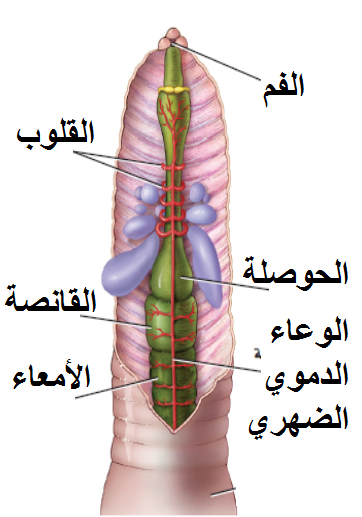 الفم
القلوب
الحوصلة
القانصة
الوعاء
الدموي
الضهري
الأمعاء
ة